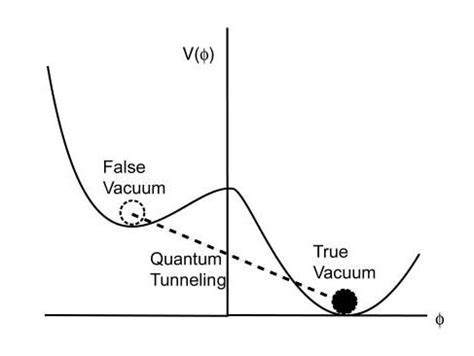 V(ϕ)
False
Vacuum
Quantum
Tunneling
True
Vacuum
ϕ